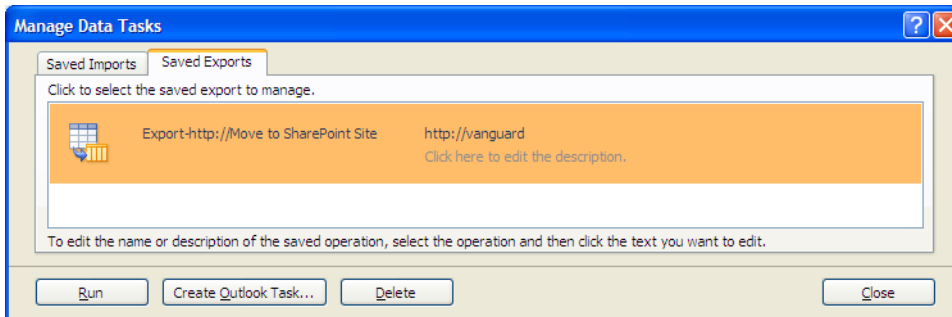 Manage Data Tasks
Saved Imports Saved Exports
Click to select the saved export to manage.
Export-http://Move to SharePoint Site http://vanguard
Click here to edit the description.
To edit the name or description of the saved operation, select the operation and then click the text you want to edit.
Run Create Outlook Task... Delete Close